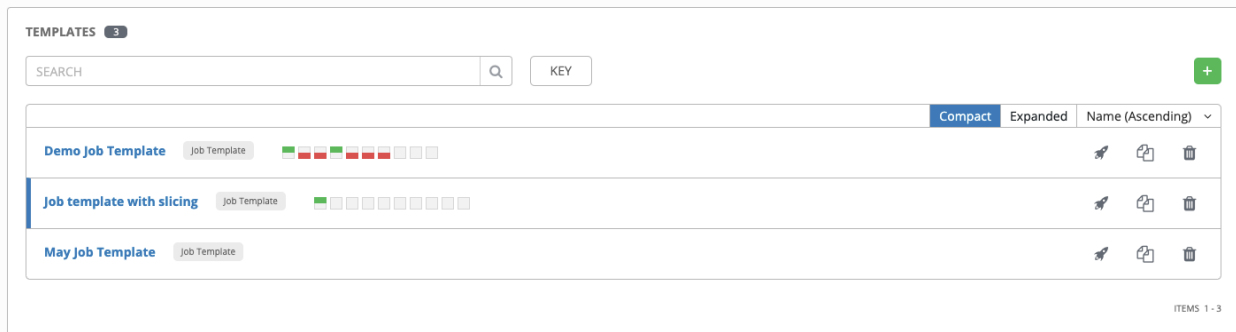 TEMPLATES 3
SEARCH KEY +
Compact Expanded Name (Ascending)
Demo Job Template Job Template
Job template with slicing Job Template
May Job Template Job Template
ITEMS 1 - 3